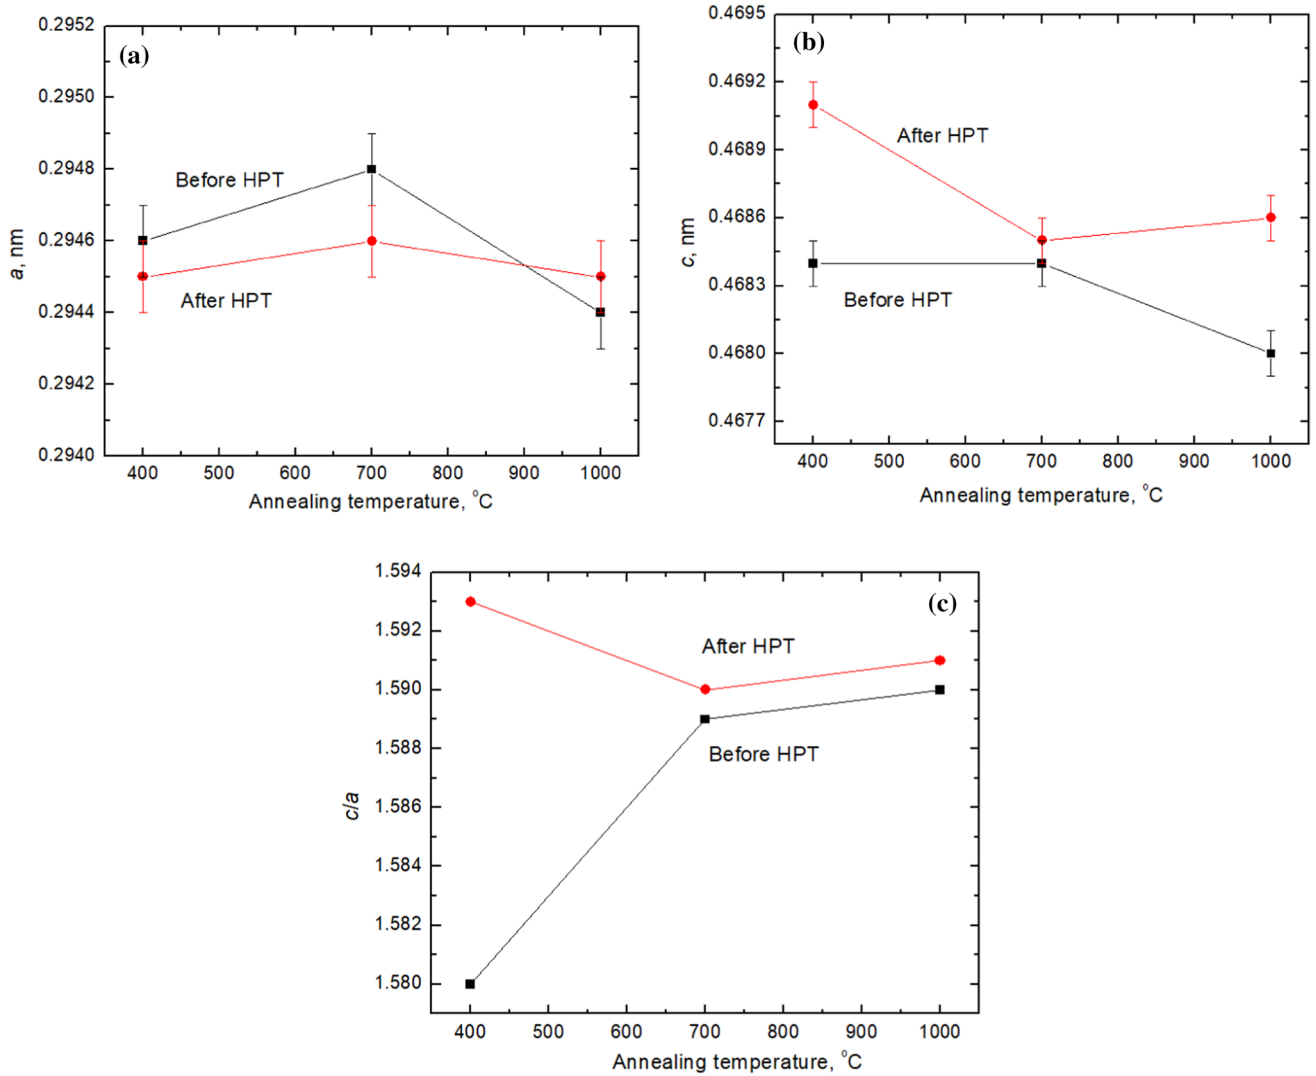 (a)
0.2952
0.2950
0.2948
0.2946
0.2944
0.2942
0.2940
a, nm
Before HPT
After HPT
400 500 600 700 800 900 1000
Annealing temperature, °C
(b)
0.4695
0.4692
0.4689
0.4686
0.4683
0.4680
0.4677
c, nm
After HPT
Before HPT
400 500 600 700 800 900 1000
Annealing temperature, °C
(c)
1.594
1.592
1.590
1.588
1.586
1.584
1.582
1.580
c/a
After HPT
Before HPT
400 500 600 700 800 900 1000
Annealing temperature, °C